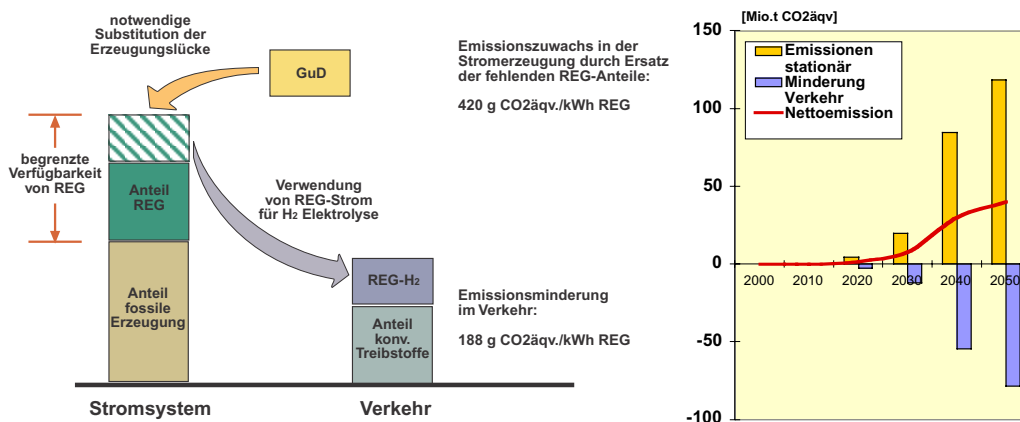 notwendige
Substitution der
Erzeugungslücke
GuD
Emissionszuwachs in der
Stromerzeugung durch Ersatz
der fehlenden REG-Anteile:
420 g CO2äqv./kWh REG
begrenzte
Verfügbarkeit
von REG
Anteil
REG
Verwendung
von REG-Strom
für H2 Elektrolyse
Anteil
fossile
Erzeugung
REG-H2
Anteil
konv.
Treibstoffe
Emissionsminderung
im Verkehr:
188 g CO2äqv./kWh REG
Stromsystem
Verkehr
[Mio.t CO2äqv]
150
100
50
0
-50
-100
Emissionen
stationär
Minderung
Verkehr
Nettoemission
2000 2010 2020 2030 2040 2050